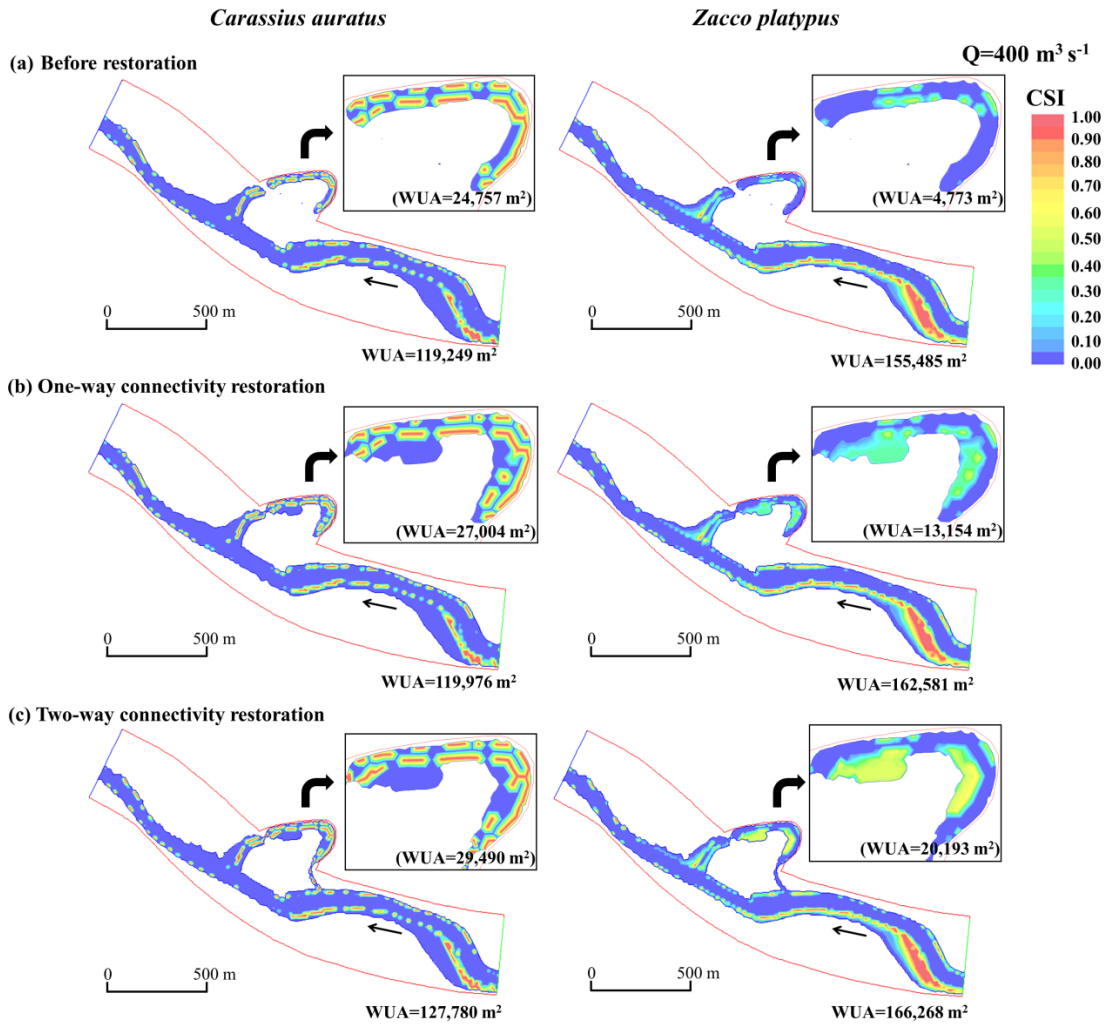 Carassius auratus
Zacco platypus
(a) Before restoration
Q=400 m³ s⁻¹
CSI
1.00
0.90
0.80
0.70
0.60
0.50
0.40
0.30
0.20
0.10
0.00
(WUA=24,757 m²)
(WUA=4,773 m²)
0 500 m
WUA=119,249 m²
0 500 m
WUA=155,485 m²
(b) One-way connectivity restoration
(WUA=27,004 m²)
(WUA=13,154 m²)
0 500 m
WUA=119,976 m²
0 500 m
WUA=162,581 m²
(c) Two-way connectivity restoration
(WUA=29,490 m²)
(WUA=20,193 m²)
0 500 m
WUA=127,780 m²
0 500 m
WUA=166,268 m²